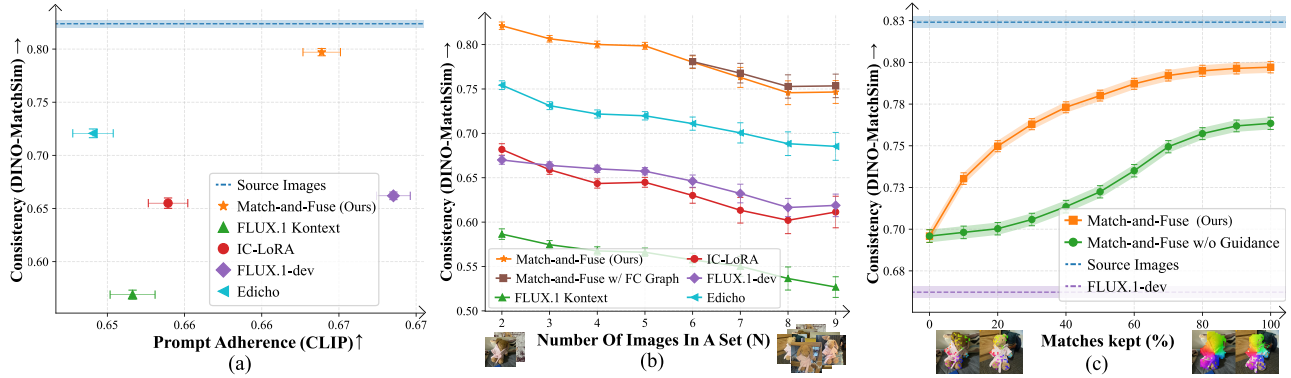 Consistency (DINO-MatchSim) →
0.80
0.75
0.70
0.65
0.60
Source Images
Match-and-Fuse (Ours)
FLUX.1 Kontext
IC-LoRA
FLUX.1-dev
Edicho
0.65 0.66 0.66 0.67 0.67
Prompt Adherence (CLIP) ↑
(a)
Consistency (DINO-MatchSim) →
0.80
0.75
0.70
0.65
0.60
0.55
0.50
Match-and-Fuse (Ours)
Match-and-Fuse w/ FC Graph
FLUX.1 Kontext
IC-LoRA
FLUX.1-dev
Edicho
2 3 4 5 6 7 8 9
Number Of Images In A Set (N)
(b)
Consistency (DINO-MatchSim) →
0.83
0.80
0.78
0.75
0.73
0.70
0.68
Match-and-Fuse (Ours)
Match-and-Fuse w/o Guidance
Source Images
FLUX.1-dev
0 20 40 60 80 100
Matches kept (%)
(c)